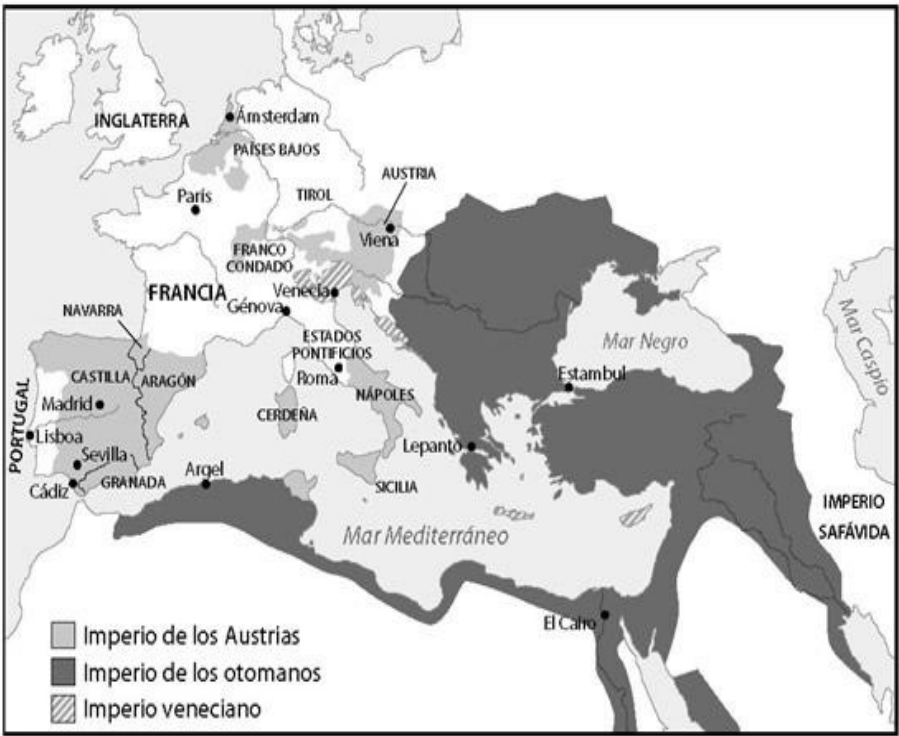 INGLATERRA
Ámsterdam
PAÍSES BAJOS
AUSTRIA
París
TIROL
Viena
FRANCO
CONDADO
FRANCIA
Venecia
Génova
NAVARRA
ESTADOS
PONTIFICIOS
Mar Negro
Mar Caspio
CASTILLA
ARAGÓN
Roma
Estambul
NÁPOLES
Madrid
CERDEÑA
PORTUGAL
Lisboa
Lepanto
Sevilla
Argel
Cádiz
GRANADA
SICILIA
IMPERIO
SAFÁVIDA
Mar Mediterráneo
El Cairo
Imperio de los Austrias
Imperio de los otomanos
Imperio veneciano